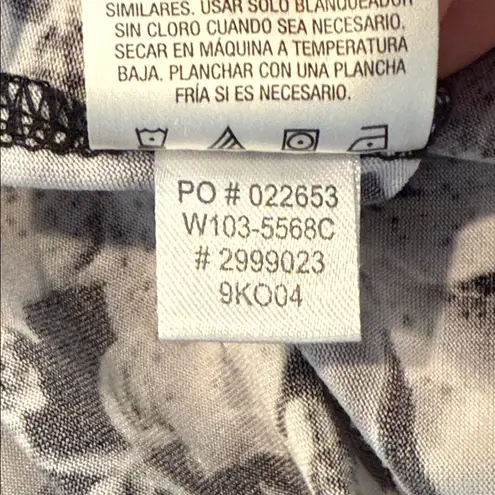 SIMILARES. USAR SOLO BLANQUEADOR
SIN CLORO CUANDO SEA NECESARIO.
SECAR EN MÁQUINA A TEMPERATURA
BAJA. PLANCHAR CON UNA PLANCHA
FRÍA SI ES NECESARIO.
PO # 022653
W103-5568C
# 2999023
9KO04